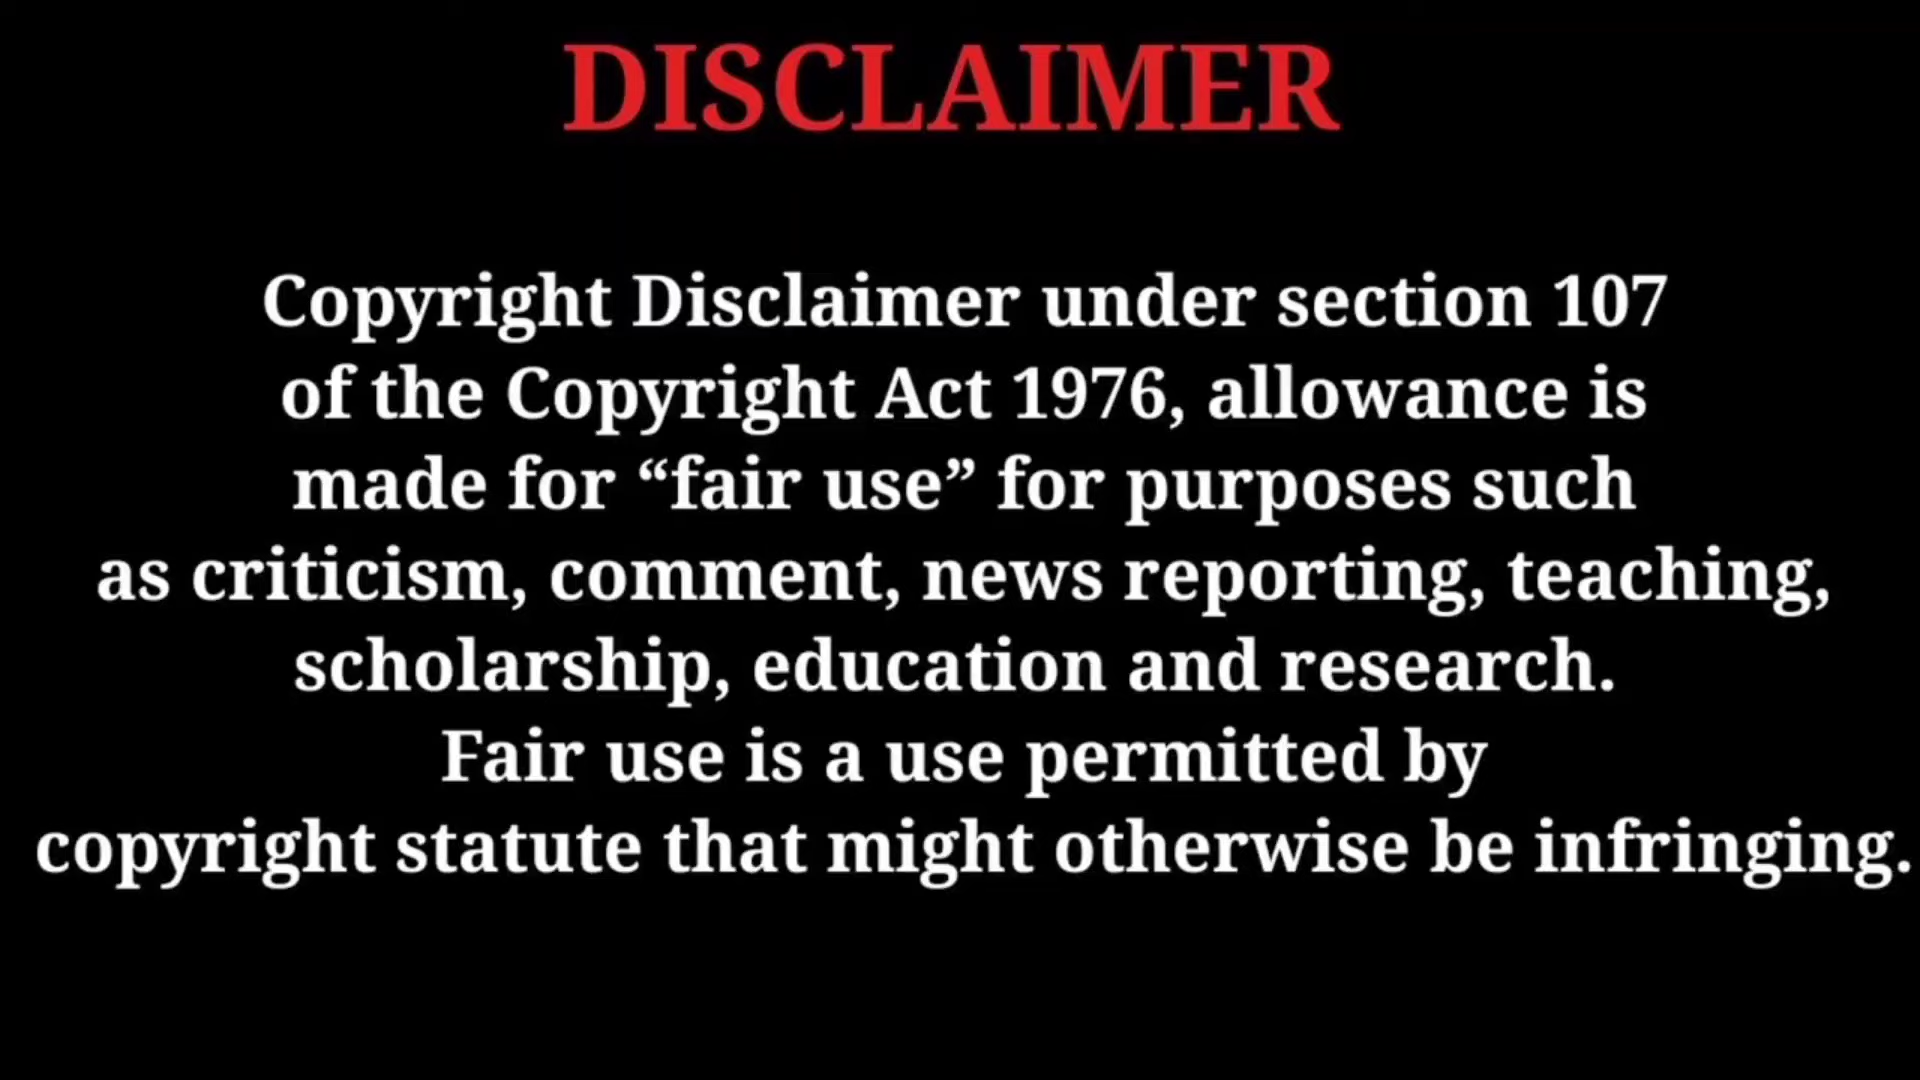 DISCLAIMER
Copyright Disclaimer under section 107
of the Copyright Act 1976, allowance is
made for “fair use” for purposes such
as criticism, comment, news reporting, teaching,
scholarship, education and research.
Fair use is a use permitted by
copyright statute that might otherwise be infringing.